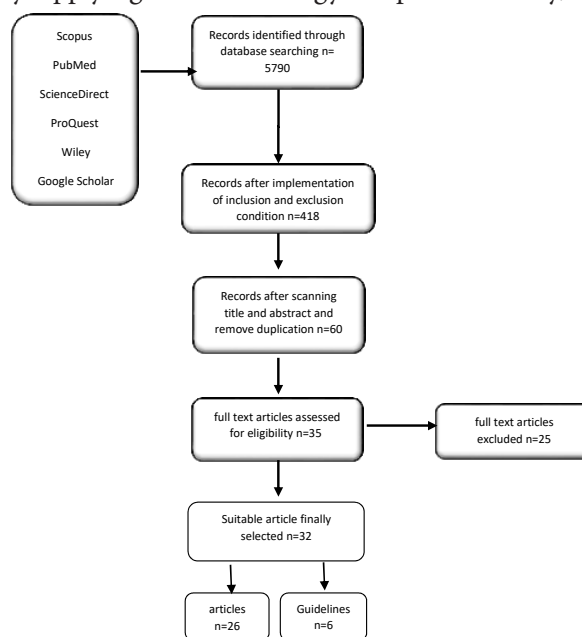 Scopus
PubMed
ScienceDirect
ProQuest
Wiley
Google Scholar
Records identified through
database searching n=
5790
Records after implementation
of inclusion and exclusion
condition n=418
Records after scanning
title and abstract and
remove duplication n=60
full text articles assessed
for eligibility n=35
full text articles
excluded n=25
Suitable article finally
selected n=32
articles
n=26
Guidelines
n=6